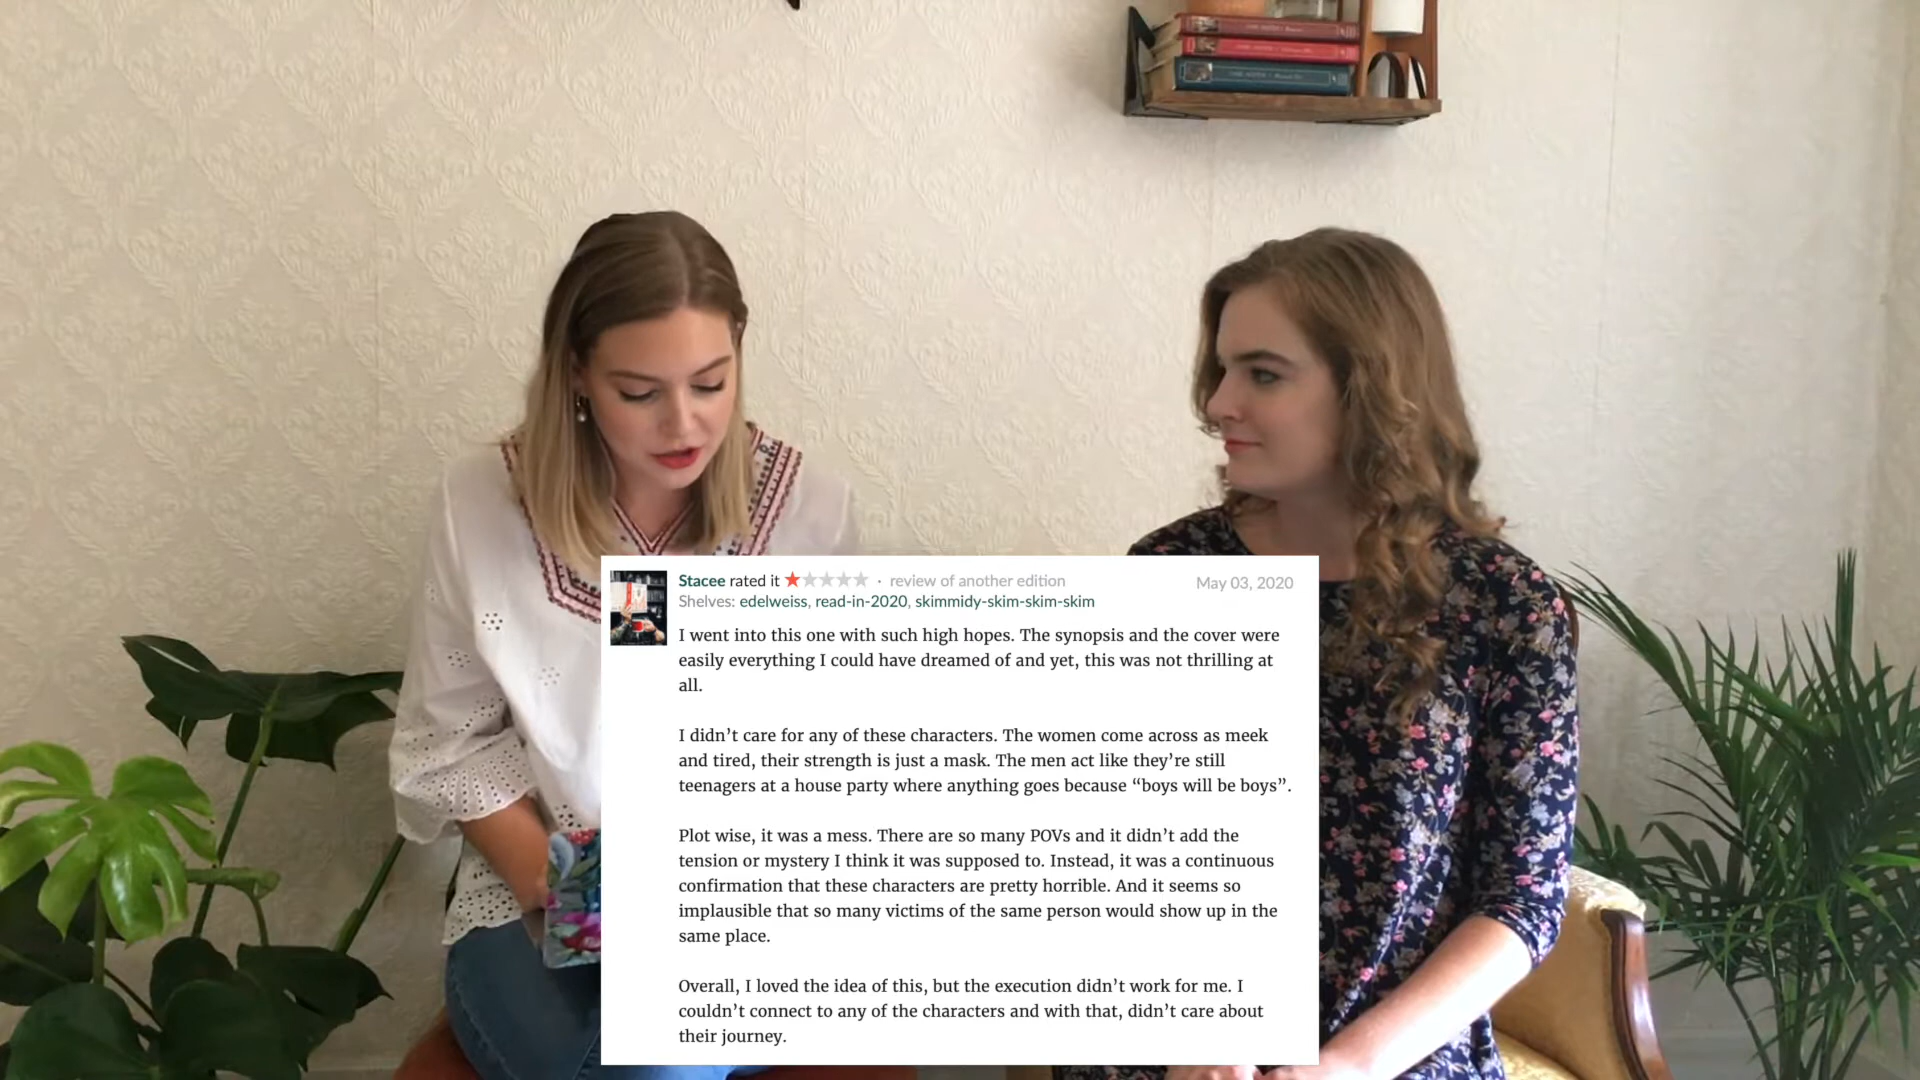 Stacee rated it · review of another edition May 03, 2020
Shelves: edelweiss, read-in-2020, skimmidy-skim-skim-skim
I went into this one with such high hopes. The synopsis and the cover were
easily everything I could have dreamed of and yet, this was not thrilling at
all.
I didn’t care for any of these characters. The women come across as meek
and tired, their strength is just a mask. The men act like they’re still
teenagers at a house party where anything goes because “boys will be boys”.
Plot wise, it was a mess. There are so many POVs and it didn’t add the
tension or mystery I think it was supposed to. Instead, it was a continuous
confirmation that these characters are pretty horrible. And it seems so
implausible that so many victims of the same person would show up in the
same place.
Overall, I loved the idea of this, but the execution didn’t work for me. I
couldn’t connect to any of the characters and with that, didn’t care about
their journey.